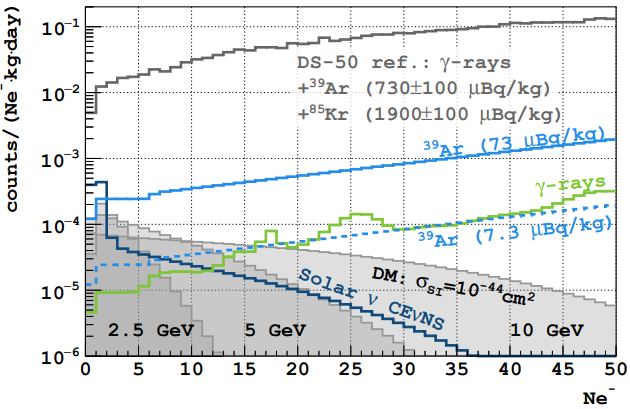 counts/(Ne⁻·kg·day)
10⁻¹
10⁻²
10⁻³
10⁻⁴
10⁻⁵
10⁻⁶
DS-50 ref.: γ-rays
+³⁹Ar (730±100 μBq/kg)
+⁸⁵Kr (1900±100 μBq/kg)
³⁹Ar (73 μBq/kg)
γ-rays
³⁹Ar (7.3 μBq/kg)
DM: σSI=10⁻⁴⁴cm²
Solar ν CEνNS
2.5 GeV
5 GeV
10 GeV
0 5 10 15 20 25 30 35 40 45 50
Ne⁻